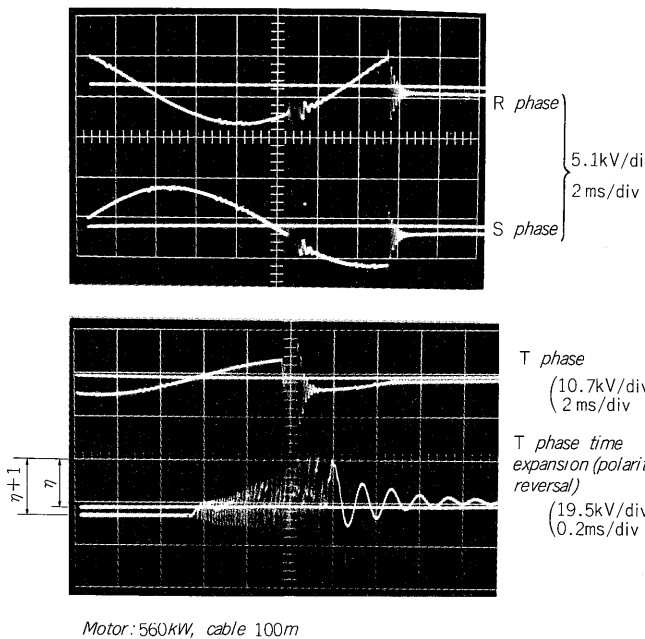 R phase
5.1kV/di
2 ms/div
S phase
T phase
(10.7kV/div
2 ms/div
T phase time
expansion (polarit
reversal)
(19.5kV/div
0.2ms/div
η+1
η
Motor: 560kW, cable 100m